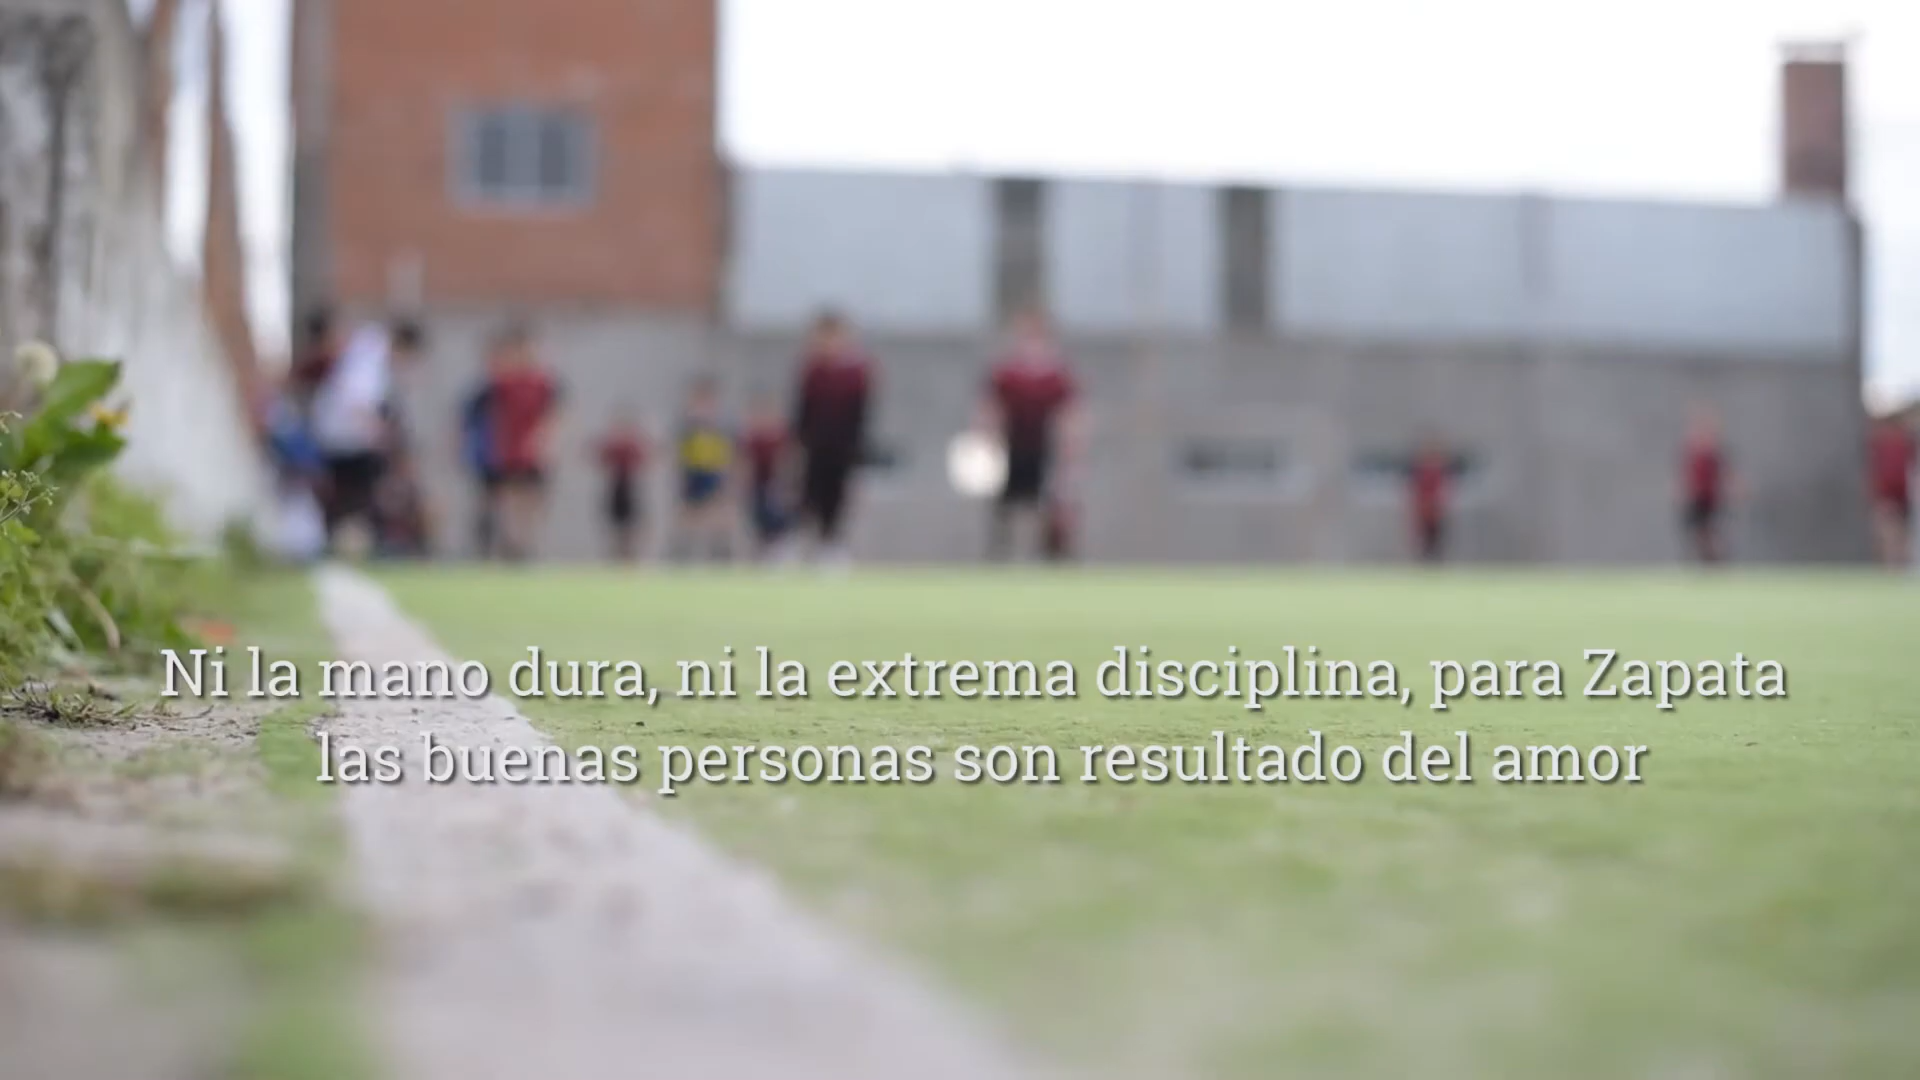 Ni la mano dura, ni la extrema disciplina, para Zapata
las buenas personas son resultado del amor